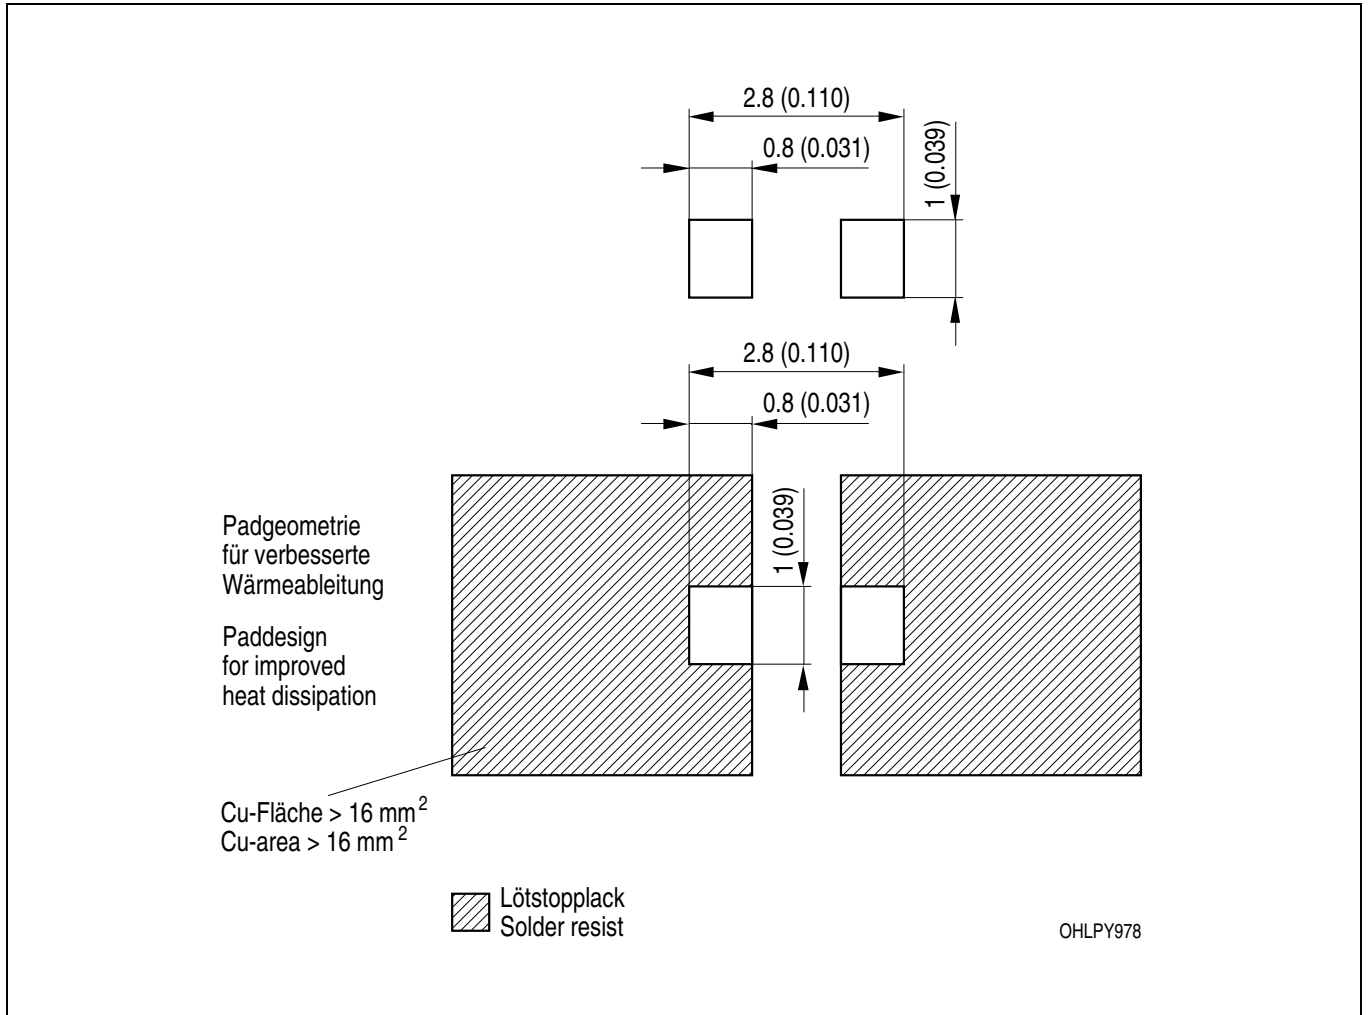 2.8 (0.110)
0.8 (0.031)
1 (0.039)
2.8 (0.110)
0.8 (0.031)
1 (0.039)
Padgeometrie
für verbesserte
Wärmeableitung
Paddesign
for improved
heat dissipation
Cu-Fläche > 16 mm²
Cu-area > 16 mm²
Lötstopplack
Solder resist
OHLPY978